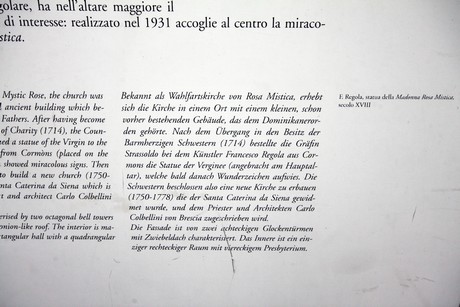 golare, ha nell'altare maggiore il
di interesse: realizzato nel 1931 accoglie al centro la miraco-
stica.
Mystic Rose, the church was
l ancient building which be-
Fathers. After having become
of Charity (1714), the Coun-
ned a statue of the Virgin to the
from Cormòns (placed on the
showed miraculous signs. Then
to build a new church (1750-
anta Caterina da Siena which is
st and architect Carlo Colbellini
erised by two octagonal bell towers
onion-like roof. The interior is ma-
tangular hall with a quadrangular
Bekannt als Wahlfartskirche von Rosa Mistica, erhebt
sich die Kirche in einem Ort mit einem kleinen, schon
vorher bestehenden Gebäude, das dem Dominikaneror-
den gehörte. Nach dem Übergang in den Besitz der
Barmherzigen Schwestern (1714) bestellte die Gräfin
Strasoldo bei dem Künstler Francesco Regola aus Cor-
mons die Statue der Verginee (angebracht am Hauptal-
tar), welche bald danach Wunderzeichen aufwies. Die
Schwestern beschlossen also eine neue Kirche zu erbauen
(1750-1778) die der Santa Caterina da Siena gewid-
met wurde, und dem Priester und Architekten Carlo
Colbellini von Brescia zugeschrieben wird.
Die Fassade ist von zwei achteckigen Glockentürmen
mit Zwiebeldach charakterisiert. Das Innere ist ein ein-
ziger rechteckiger Raum mit viereckigem Presbyterium.
F. Regola, statua della Madonna Rosa Mistica,
secolo XVIII